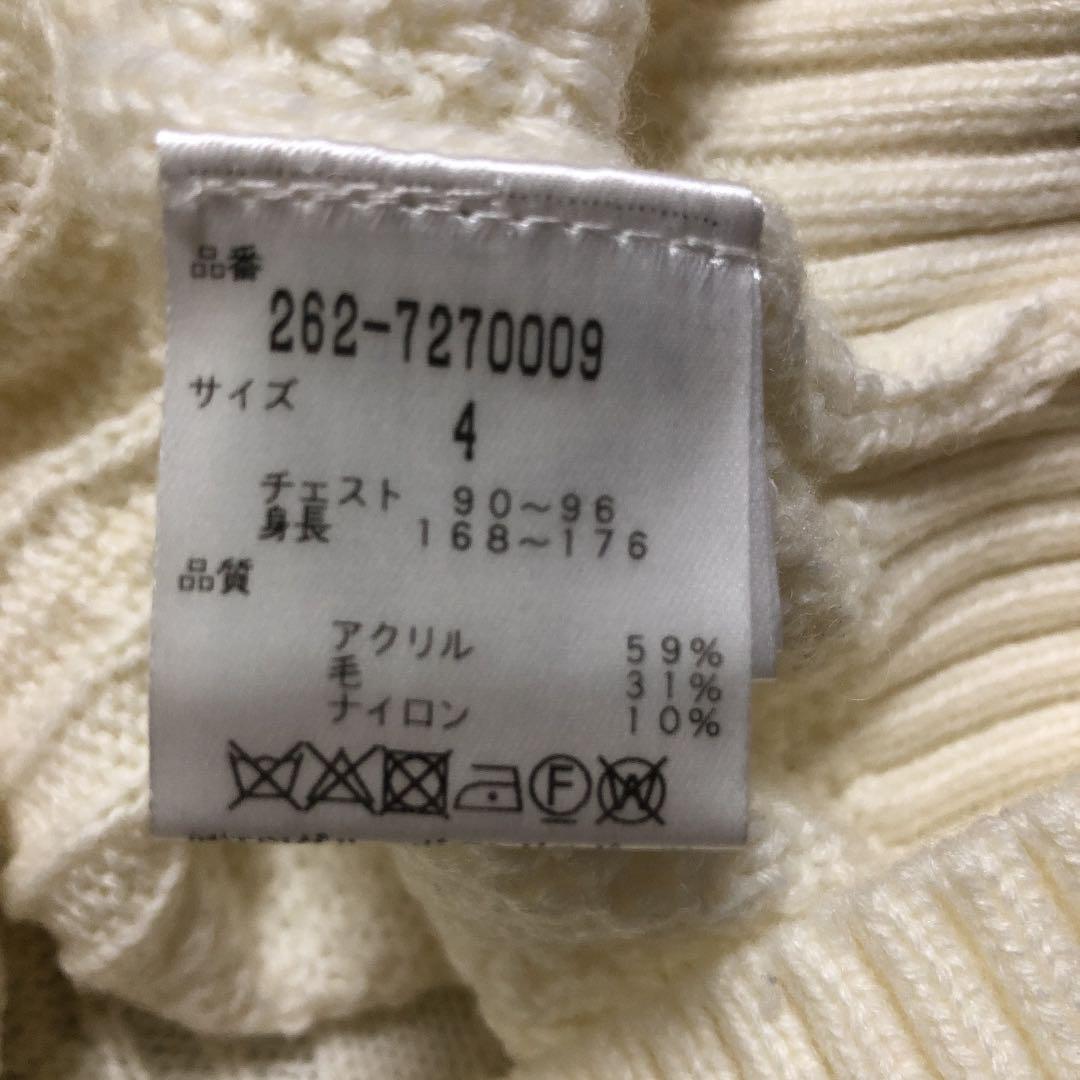 品番
262-7270009
サイズ
4
チェスト 90～96
身長 168～176
品質
アクリル 59%
毛 31%
ナイロン 10%
F W